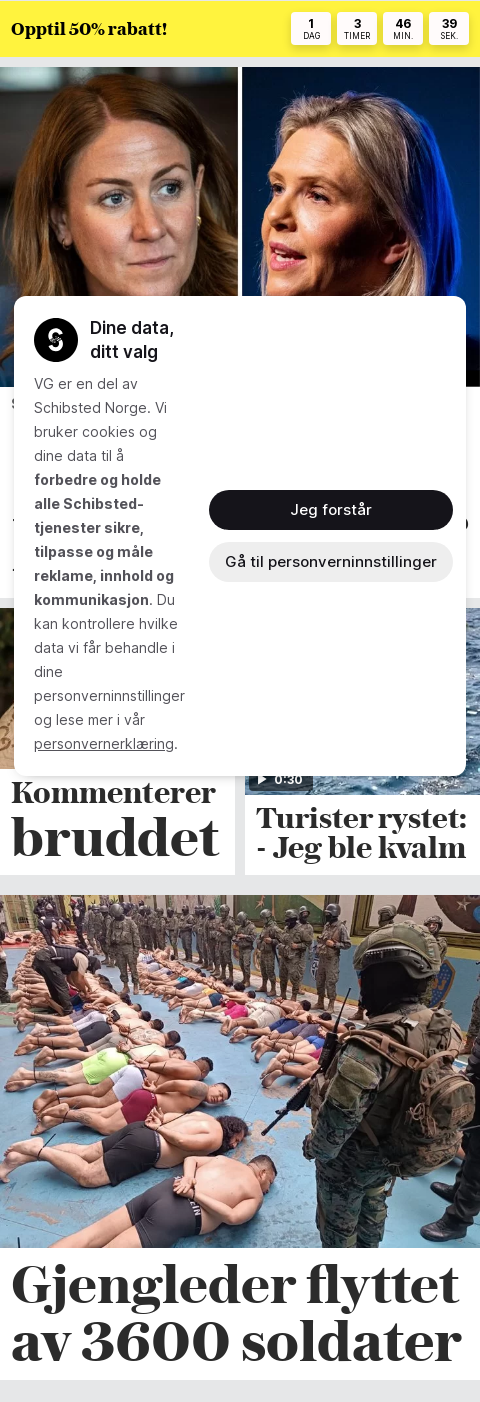 Opptil 50% rabatt!
1
DAG
3
TIMER
46
MIN.
39
SEK.
Dine data,
ditt valg
VG er en del av
Schibsted Norge. Vi
bruker cookies og
dine data til å
forbedre og holde
alle Schibsted-
tjenester sikre,
tilpasse og måle
reklame, innhold og
kommunikasjon. Du
kan kontrollere hvilke
data vi får behandle i
dine
personverninnstillinger
og lese mer i vår
personvernerklæring.
Jeg forstår
Gå til personverninnstillinger
0:30
Kommenterer
bruddet
Turister rystet:
- Jeg ble kvalm
Gjengleder flyttet
av 3600 soldater